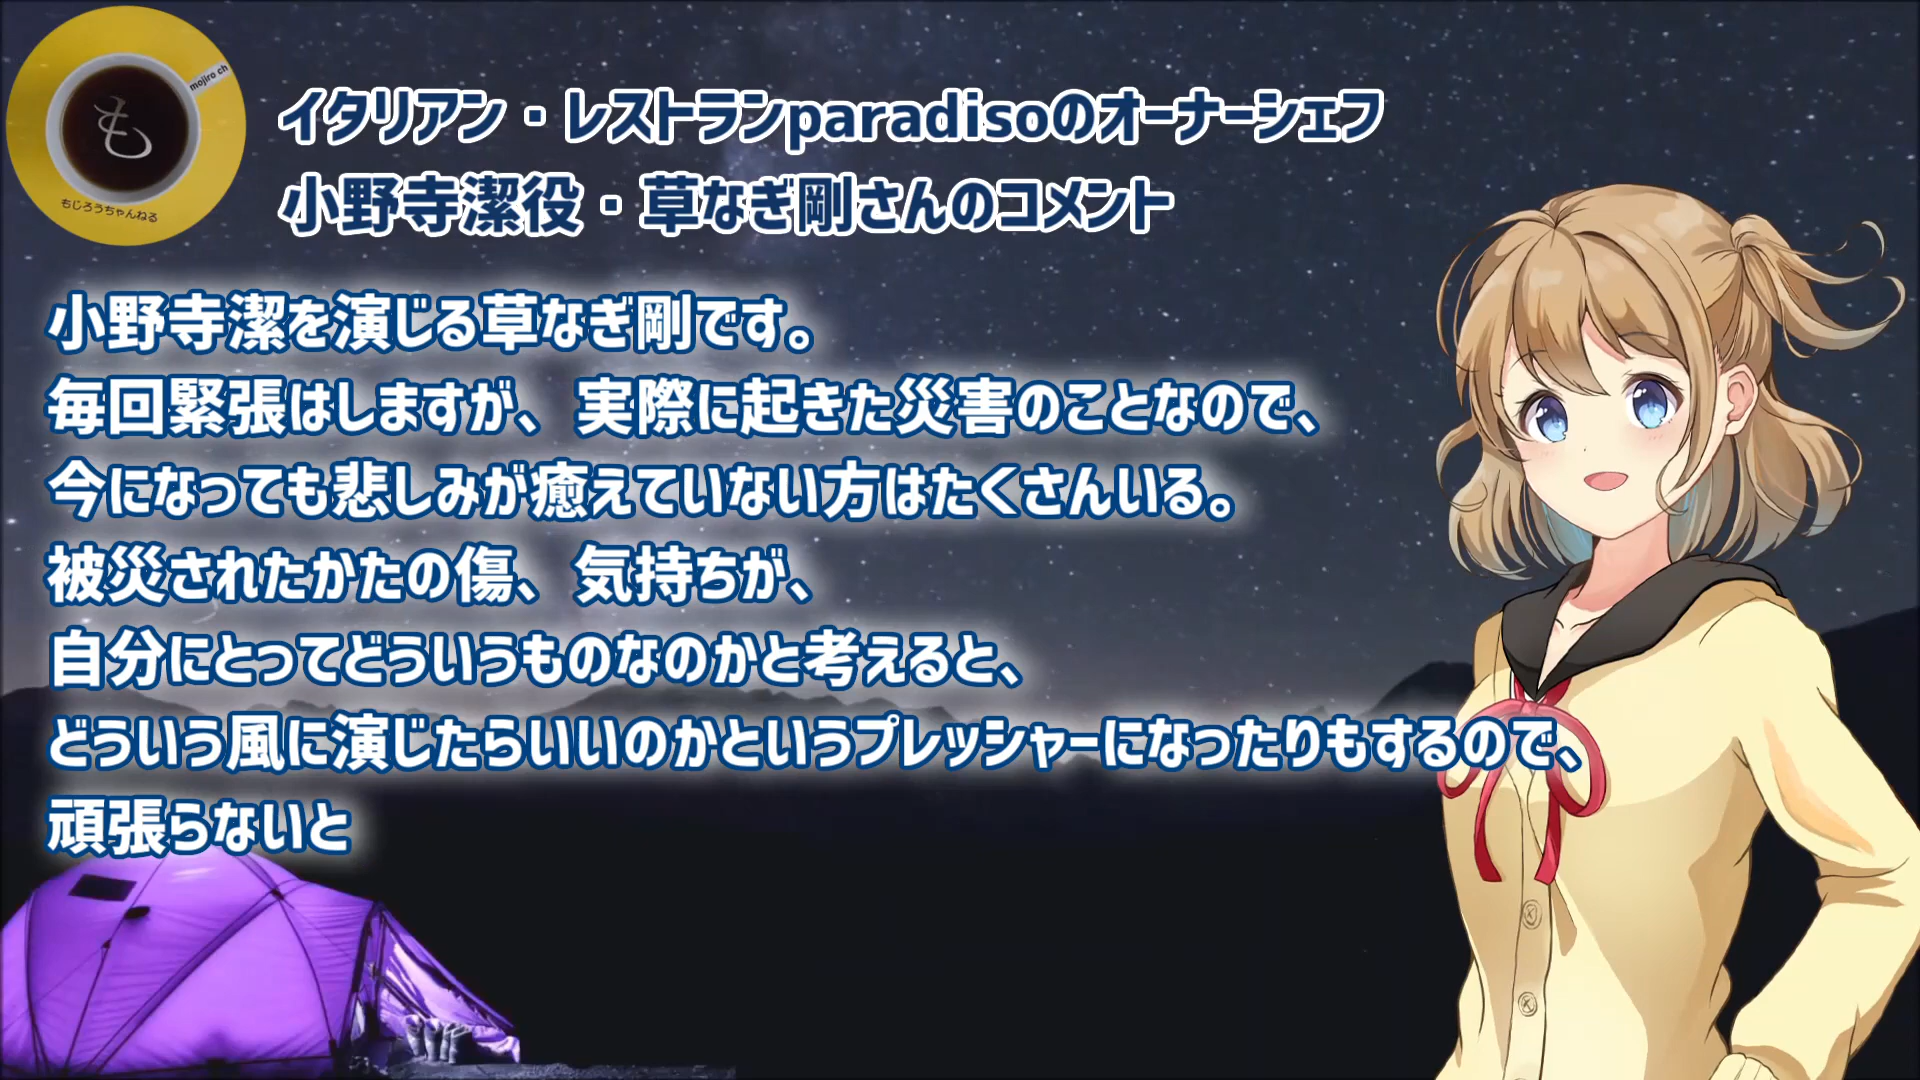 mojiro ch
も
もじろうちゃんねる
イタリアン・レストランparadisoのオーナーシェフ
小野寺潔役・草なぎ剛さんのコメント
小野寺潔を演じる草なぎ剛です。
毎回緊張はしますが、実際に起きた災害のことなので、
今になっても悲しみが癒えていない方はたくさんいる。
被災されたかたの傷、気持ちが、
自分にとってどういうものなのかと考えると、
どういう風に演じたらいいのかというプレッシャーになったりもするので、
頑張らないと